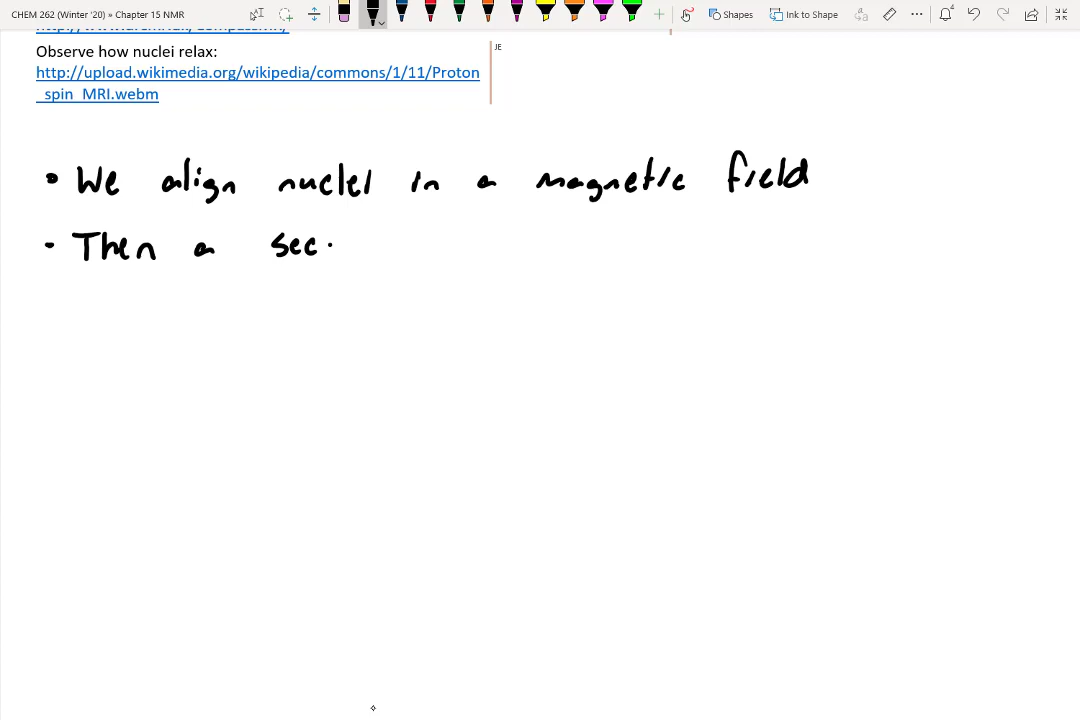 CHEM 262 (Winter '20) » Chapter 15 NMR
Shapes
Ink to Shape
Observe how nuclei relax:
JE
http://upload.wikimedia.org/wikipedia/commons/1/11/Proton
_spin_MRI.webm
• We align nuclei in a magnetic field
• Then a sec